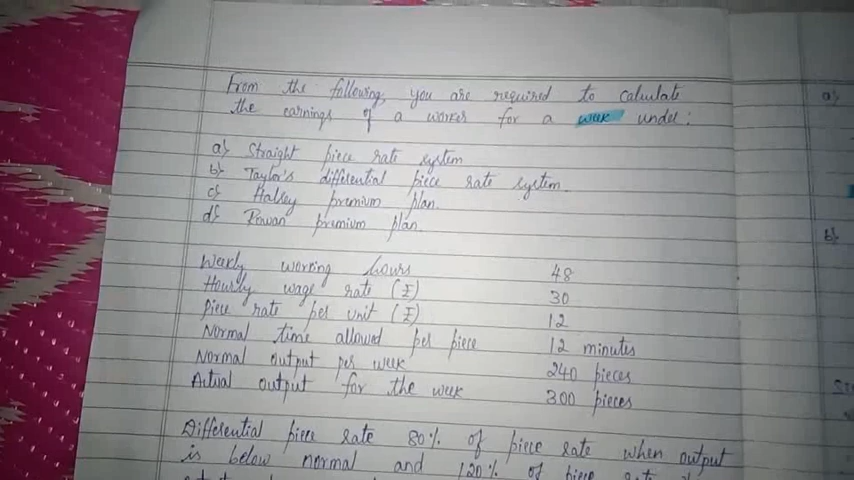 From the following, you are required to calculate
the earnings of a worker for a week under:
a) Straight piece rate system
b) Taylor's differential piece rate system.
c) Halsey premium plan.
d) Rowan premium plan.
Weekly working hours 48
Hourly wage rate (₹) 30
Piece rate per unit (₹) 12
Normal time allowed per piece 12 minutes
Normal output per week 240 pieces
Actual output for the week 300 pieces
Differential piece rate 80% of piece rate when output
is below normal and 120% of piece rate
a)
b)